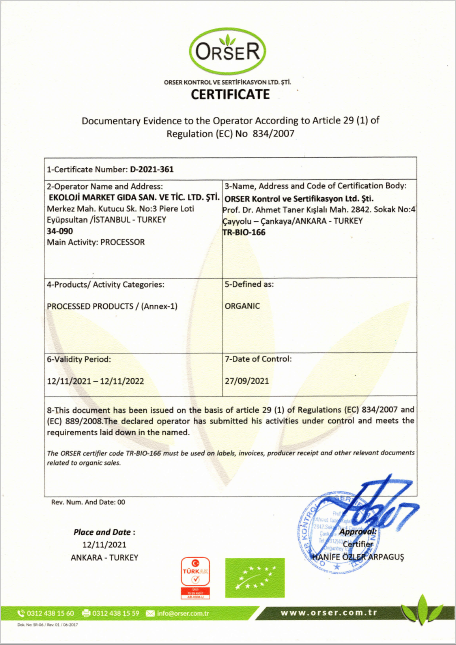 ORSER
ORSER KONTROL VE SERTİFİKASYON LTD. ŞTİ.
CERTIFICATE
Documentary Evidence to the Operator According to Article 29 (1) of
Regulation (EC) No 834/2007
1-Certificate Number: D-2021-361
2-Operator Name and Address:
EKOLOJİ MARKET GIDA SAN. VE TİC. LTD. ŞTİ.
Merkez Mah. Kutucu Sk. No:3 Piere Loti
Eyüpsultan /İSTANBUL - TURKEY
34-090
Main Activity: PROCESSOR
3-Name, Address and Code of Certification Body:
ORSER Kontrol ve Sertifikasyon Ltd. Şti.
Prof. Dr. Ahmet Taner Kışlalı Mah. 2842. Sokak No:4
Çayyolu – Çankaya/ANKARA - TURKEY
TR-BIO-166
4-Products/ Activity Categories:
PROCESSED PRODUCTS / (Annex-1)
5-Defined as:
ORGANIC
6-Validity Period:
12/11/2021 – 12/11/2022
7-Date of Control:
27/09/2021
8-This document has been issued on the basis of article 29 (1) of Regulations (EC) 834/2007 and
(EC) 889/2008.The declared operator has submitted his activities under control and meets the
requirements laid down in the named.
The ORSER certifier code TR-BIO-166 must be used on labels, invoices, producer receipt and other relevant documents
related to organic sales.
Rev. Num. And Date: 00
Place and Date :
12/11/2021
ANKARA - TURKEY
Approval:
Certifier
HANİFE ÖZLER ARPAGUŞ
TÜRKAK
0312 438 15 60
0312 438 15 59
info@orser.com.tr
www.orser.com.tr